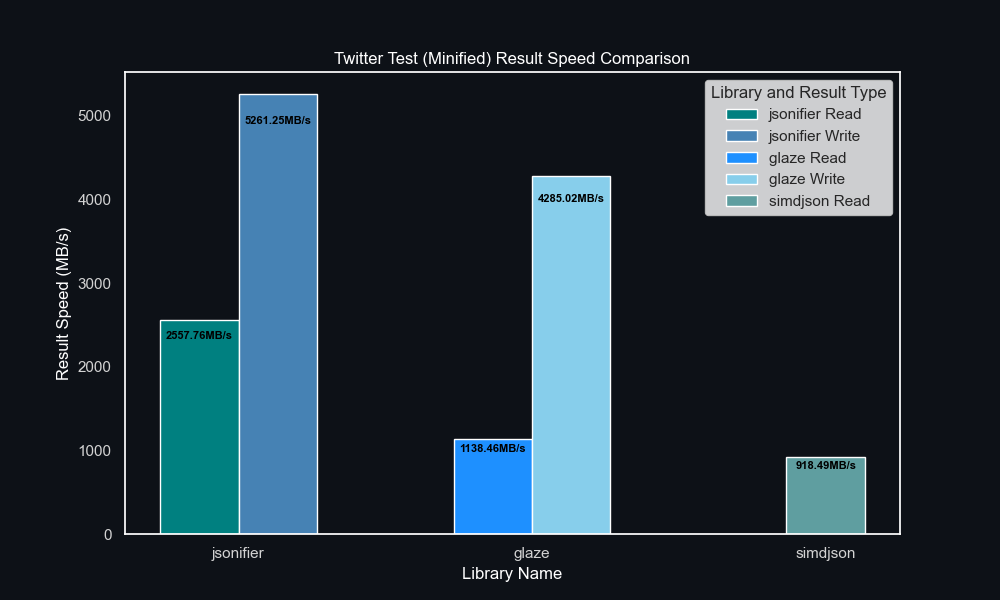 Twitter Test (Minified) Result Speed Comparison
Result Speed (MB/s)
5000
4000
3000
2000
1000
0
5261.25MB/s
2557.76MB/s
4285.02MB/s
1138.46MB/s
918.49MB/s
Library and Result Type
jsonifier Read
jsonifier Write
glaze Read
glaze Write
simdjson Read
jsonifier
glaze
simdjson
Library Name